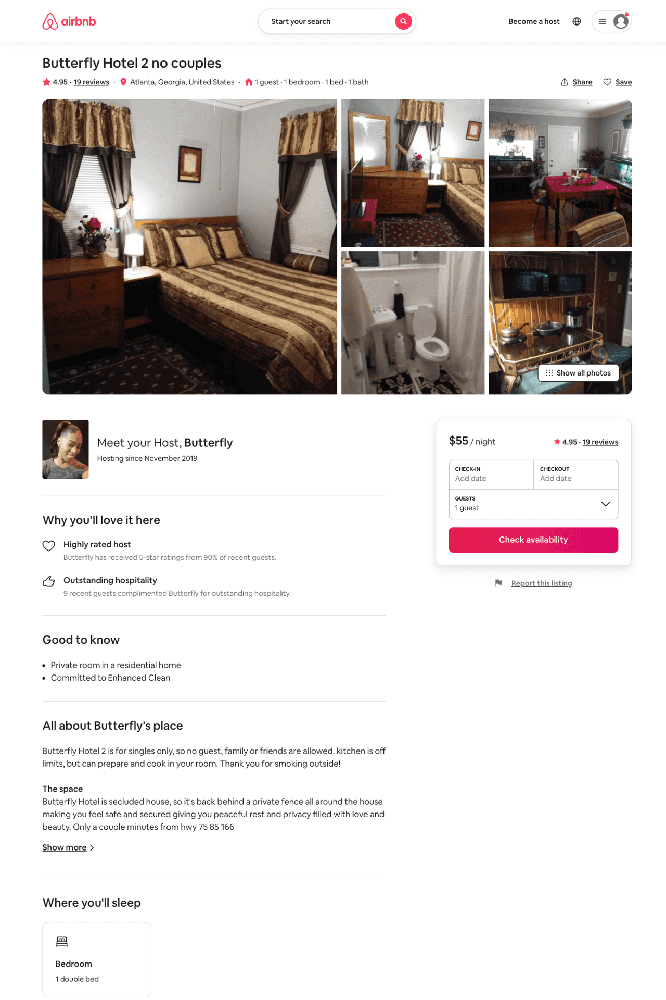 airbnb
Start your search
Become a host
Butterfly Hotel 2 no couples
4.95 · 19 reviews · Atlanta, Georgia, United States · 1 guest · 1 bedroom · 1 bed · 1 bath
Share
Save
Show all photos
Meet your Host, Butterfly
Hosting since November 2019
$55 / night
4.95 · 19 reviews
CHECK-IN
Add date
CHECKOUT
Add date
GUESTS
1 guest
Check availability
Report this listing
Why you’ll love it here
Highly rated host
Butterfly has received 5-star ratings from 90% of recent guests.
Outstanding hospitality
9 recent guests complimented Butterfly for outstanding hospitality.
Good to know
• Private room in a residential home
• Committed to Enhanced Clean
All about Butterfly’s place
Butterfly Hotel 2 is for singles only, so no guest, family or friends are allowed. kitchen is off
limits, but can prepare and cook in your room. Thank you for smoking outside!
The space
Butterfly Hotel is secluded house, so it's back behind a private fence all around the house
making you feel safe and secured giving you peaceful rest and privacy filled with love and
beauty. Only a couple minutes from hwy 75 85 166
Show more
Where you'll sleep
Bedroom
1 double bed